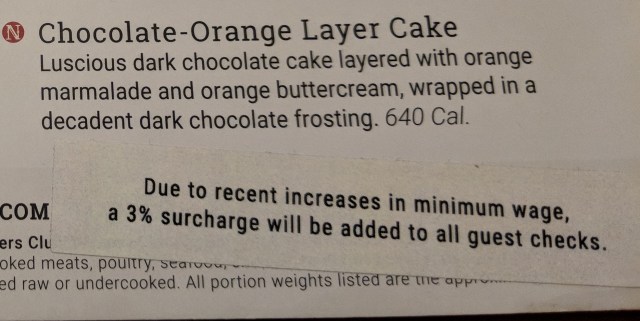 N Chocolate-Orange Layer Cake
Luscious dark chocolate cake layered with orange
marmalade and orange buttercream, wrapped in a
decadent dark chocolate frosting. 640 Cal.
Due to recent increases in minimum wage,
a 3% surcharge will be added to all guest checks.
COM
ers Clu
oked meats, poultry,
ed raw or undercooked. All portion weights listed are the